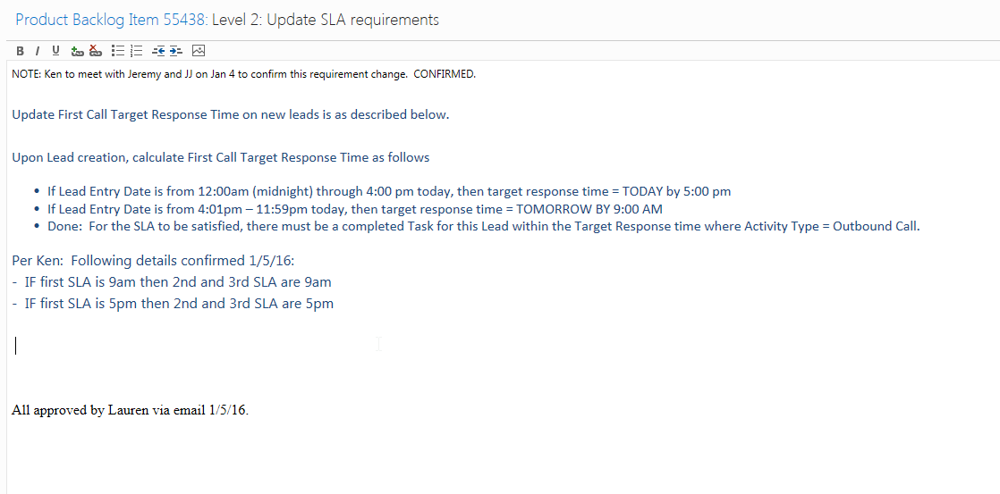 Product Backlog Item 55438: Level 2: Update SLA requirements
B I U
NOTE: Ken to meet with Jeremy and JJ on Jan 4 to confirm this requirement change.  CONFIRMED.
Update First Call Target Response Time on new leads is as described below.
Upon Lead creation, calculate First Call Target Response Time as follows
• If Lead Entry Date is from 12:00am (midnight) through 4:00 pm today, then target response time = TODAY by 5:00 pm
• If Lead Entry Date is from 4:01pm – 11:59pm today, then target response time = TOMORROW BY 9:00 AM
• Done:  For the SLA to be satisfied, there must be a completed Task for this Lead within the Target Response time where Activity Type = Outbound Call.
Per Ken:  Following details confirmed 1/5/16:
-  IF first SLA is 9am then 2nd and 3rd SLA are 9am
-  IF first SLA is 5pm then 2nd and 3rd SLA are 5pm
All approved by Lauren via email 1/5/16.